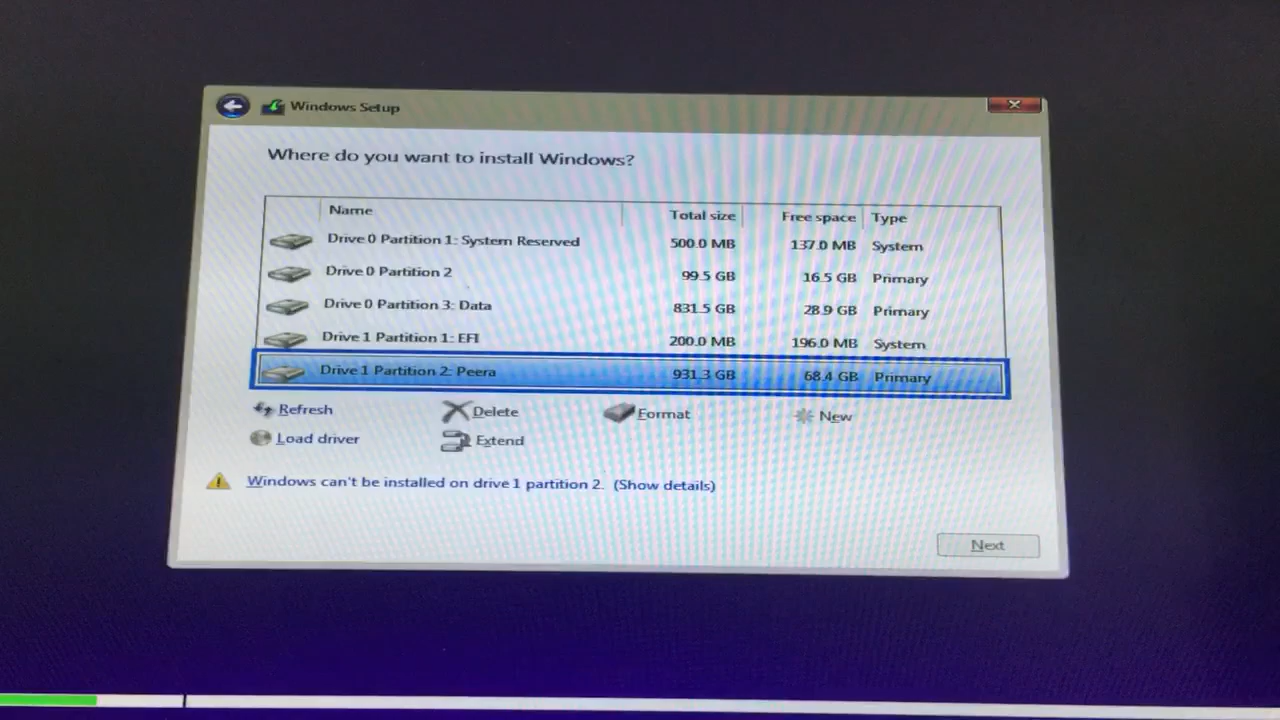 Windows Setup
Where do you want to install Windows?
Name Total size Free space Type
Drive 0 Partition 1: System Reserved 500.0 MB 137.0 MB System
Drive 0 Partition 2 99.5 GB 16.5 GB Primary
Drive 0 Partition 3: Data 831.5 GB 28.9 GB Primary
Drive 1 Partition 1: EFI 200.0 MB 196.0 MB System
Drive 1 Partition 2: Peera 931.3 GB 68.4 GB Primary
Refresh Delete Format New
Load driver Extend
Windows can't be installed on drive 1 partition 2. (Show details)
Next